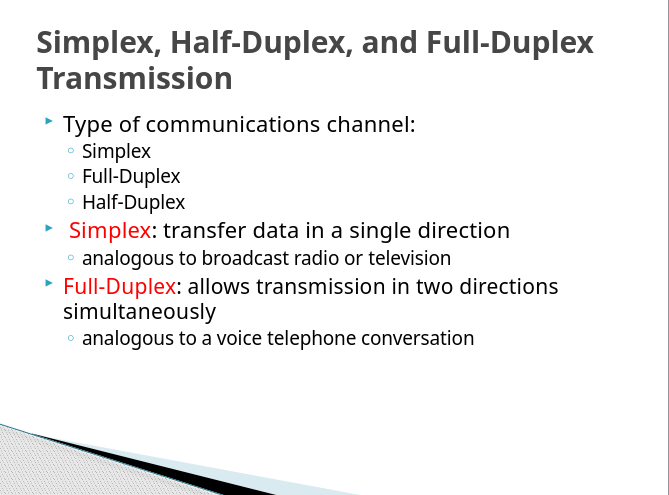 Simplex, Half-Duplex, and Full-Duplex
Transmission
Type of communications channel:
Simplex
Full-Duplex
Half-Duplex
Simplex: transfer data in a single direction
analogous to broadcast radio or television
Full-Duplex: allows transmission in two directions
simultaneously
analogous to a voice telephone conversation